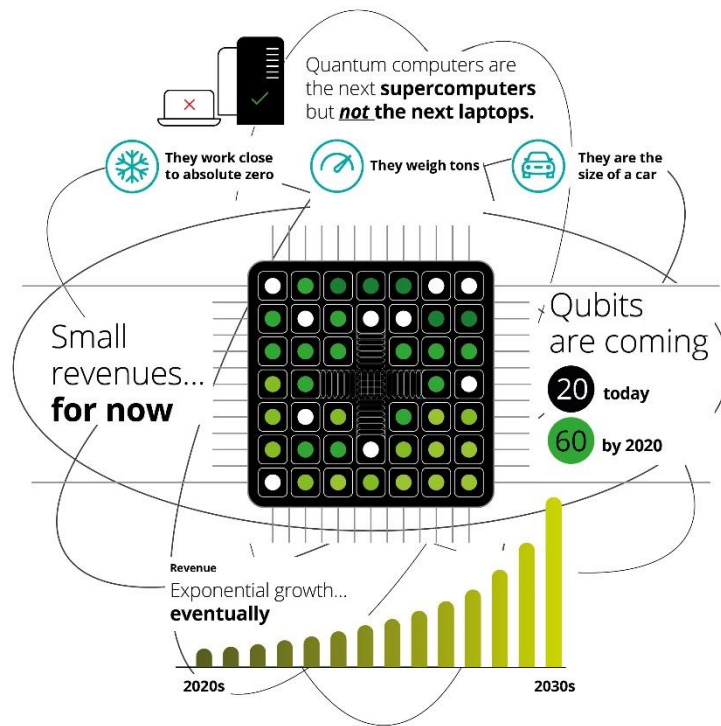 Quantum computers are
the next supercomputers
but not the next laptops.
They work close
to absolute zero
They weigh tons
They are the
size of a car
Small
revenues...
for now
Qubits
are coming
20 today
60 by 2020
Revenue
Exponential growth...
eventually
2020s
2030s